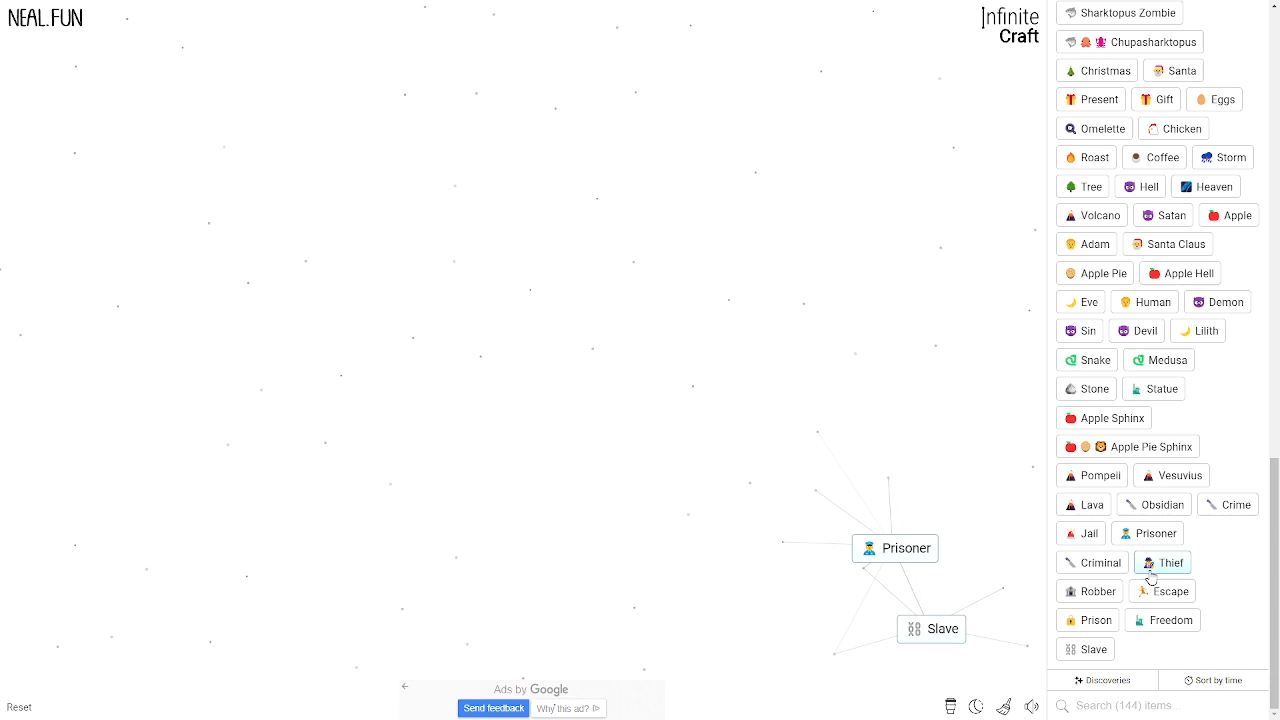 NEAL.FUN
Infinite
Craft
Sharktopus Zombie
Chupasharktopus
Christmas Santa
Present Gift Eggs
Omelette Chicken
Roast Coffee Storm
Tree Hell Heaven
Volcano Satan Apple
Adam Santa Claus
Apple Pie Apple Hell
Eve Human Demon
Sin Devil Lilith
Snake Medusa
Stone Statue
Apple Sphinx
Apple Pie Sphinx
Pompeii Vesuvius
Lava Obsidian Crime
Jail Prisoner
Criminal Thief
Robber Escape
Prison Freedom
Slave
Prisoner
Slave
Discoveries Sort by time
Search (144) items...
Ads by Google
Send feedback Why this ad?
Reset